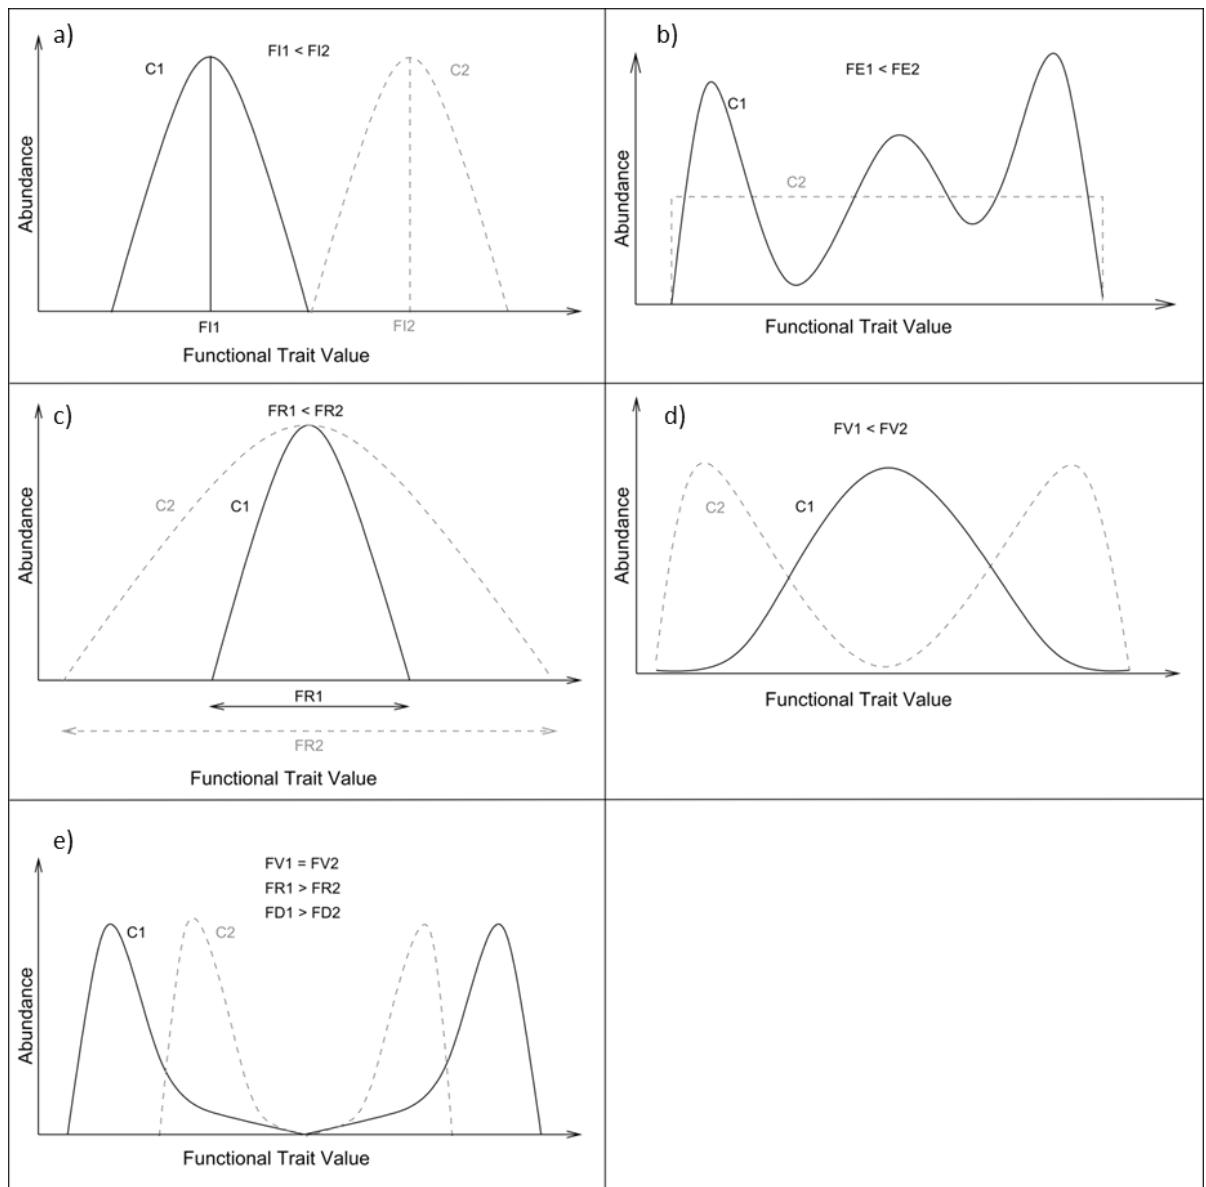 a)
FI1 < FI2
C1
C2
Abundance
FI1
FI2
Functional Trait Value
b)
FE1 < FE2
C1
C2
Abundance
Functional Trait Value
c)
FR1 < FR2
C2
C1
Abundance
FR1
FR2
Functional Trait Value
d)
FV1 < FV2
C2
C1
Abundance
Functional Trait Value
e)
FV1 = FV2
FR1 > FR2
FD1 > FD2
C1
C2
Abundance
Functional Trait Value